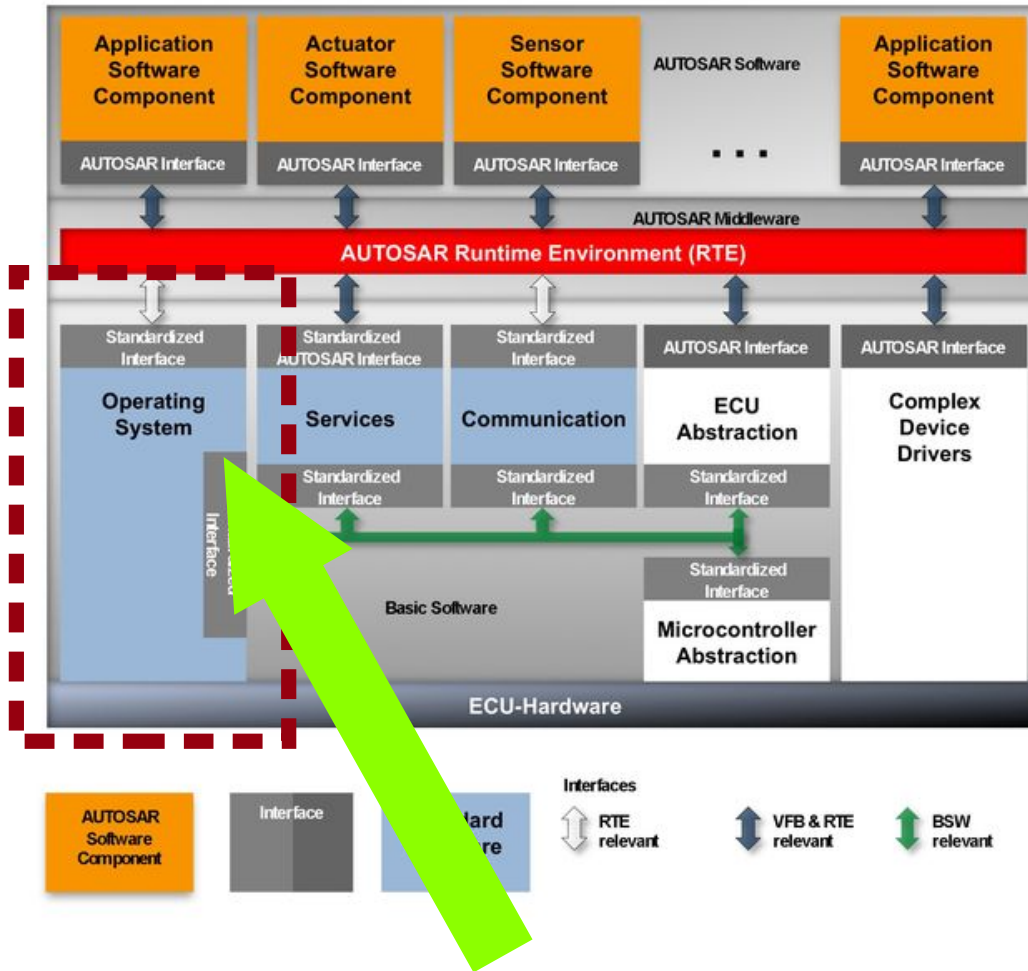 Application
Software
Component
AUTOSAR Interface
Actuator
Software
Component
AUTOSAR Interface
Sensor
Software
Component
AUTOSAR Interface
AUTOSAR Software
...
Application
Software
Component
AUTOSAR Interface
AUTOSAR Middleware
AUTOSAR Runtime Environment (RTE)
Standardized
Interface
Operating
System
Interface
Standardized
AUTOSAR Interface
Services
Standardized
Interface
Standardized
Interface
Communication
Standardized
Interface
AUTOSAR Interface
ECU
Abstraction
Standardized
Interface
AUTOSAR Interface
Complex
Device
Drivers
Standardized
Interface
Microcontroller
Abstraction
Basic Software
ECU-Hardware
AUTOSAR
Software
Component
Interface
Interfaces
RTE
relevant
VFB & RTE
relevant
BSW
relevant